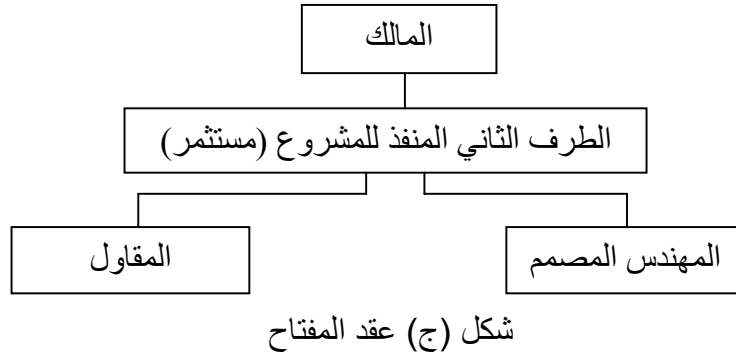 المالك
الطرف الثاني المنفذ للمشروع (مستثمر)
المهندس المصمم
المقاول
شكل (ج) عقد المفتاح